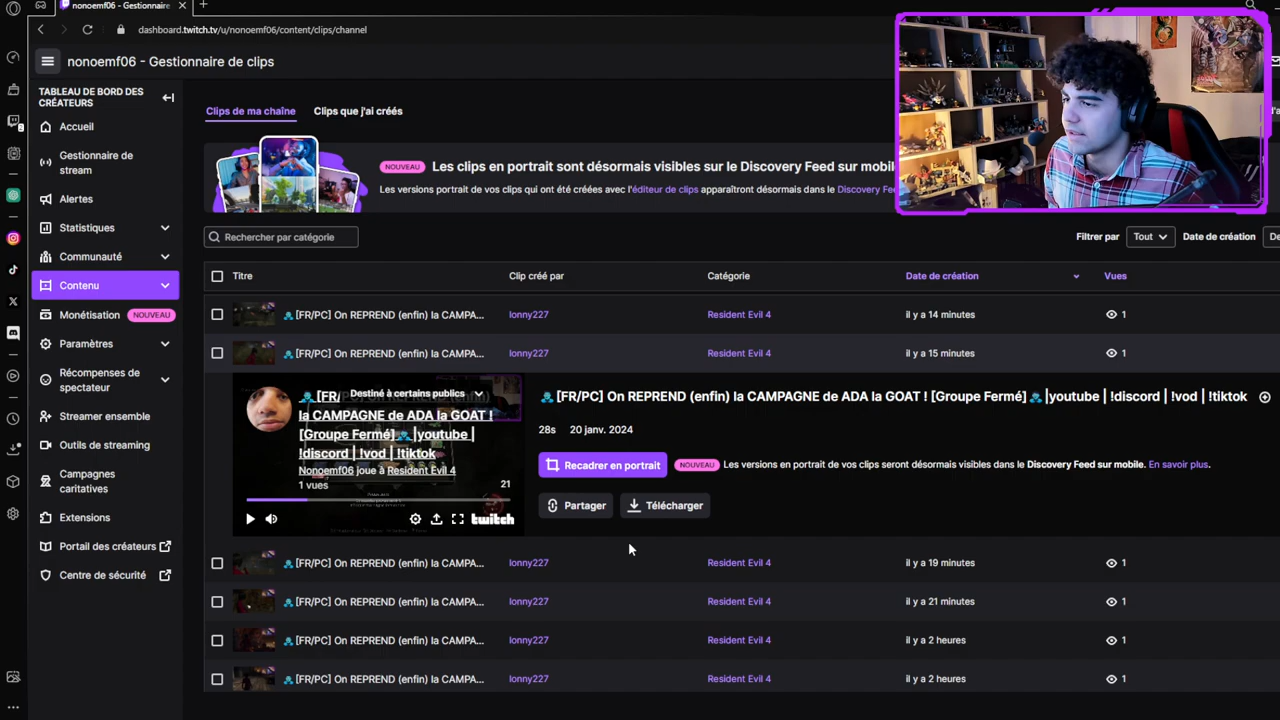 nonoemf06 - Gestionnaire
dashboard.twitch.tv/u/nonoemf06/content/clips/channel
nonoemf06 - Gestionnaire de clips
TABLEAU DE BORD DES
CRÉATEURS
Accueil
Gestionnaire de
stream
Alertes
Statistiques
Communauté
Contenu
Monétisation NOUVEAU
Paramètres
Récompenses de
spectateur
Streamer ensemble
Outils de streaming
Campagnes
caritatives
Extensions
Portail des créateurs
Centre de sécurité
Clips de ma chaîne Clips que j'ai créés
NOUVEAU Les clips en portrait sont désormais visibles sur le Discovery Feed sur mobile
Les versions portrait de vos clips qui ont été créées avec l'éditeur de clips apparaîtront désormais dans le Discovery Fee
Rechercher par catégorie
Filtrer par Tout Date de création De
Titre Clip créé par Catégorie Date de création Vues
[FR/PC] On REPREND (enfin) la CAMPA... lonny227 Resident Evil 4 il y a 14 minutes 1
[FR/PC] On REPREND (enfin) la CAMPA... lonny227 Resident Evil 4 il y a 15 minutes 1
Destiné à certains publics
la CAMPAGNE de ADA la GOAT !
[Groupe Fermé] |youtube |
!discord | !vod | !tiktok
Nonoemf06 joue à Resident Evil 4
1 vues
21
twitch
[FR/PC] On REPREND (enfin) la CAMPAGNE de ADA la GOAT ! [Groupe Fermé] |youtube | !discord | !vod | !tiktok
28s 20 janv. 2024
Recadrer en portrait NOUVEAU Les versions en portrait de vos clips seront désormais visibles dans le Discovery Feed sur mobile. En savoir plus.
Partager Télécharger
[FR/PC] On REPREND (enfin) la CAMPA... lonny227 Resident Evil 4 il y a 19 minutes 1
[FR/PC] On REPREND (enfin) la CAMPA... lonny227 Resident Evil 4 il y a 21 minutes 1
[FR/PC] On REPREND (enfin) la CAMPA... lonny227 Resident Evil 4 il y a 2 heures 1
[FR/PC] On REPREND (enfin) la CAMPA... lonny227 Resident Evil 4 il y a 2 heures 1